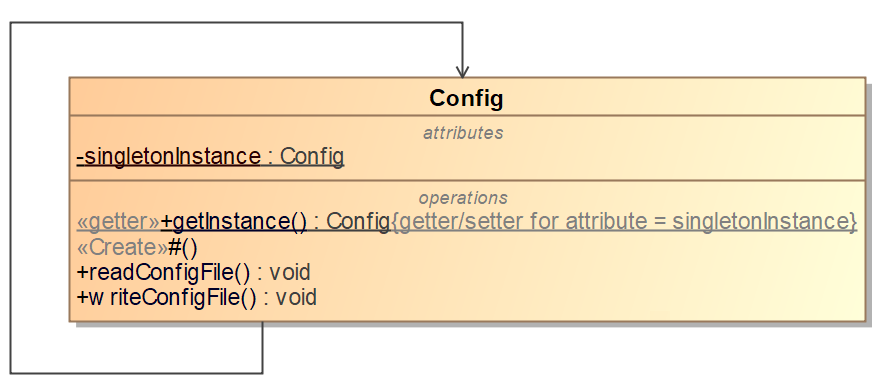 Config
attributes
-singletonInstance : Config
operations
«getter»+getInstance() : Config{getter/setter for attribute = singletonInstance}
«Create»#()
+readConfigFile() : void
+w riteConfigFile() : void